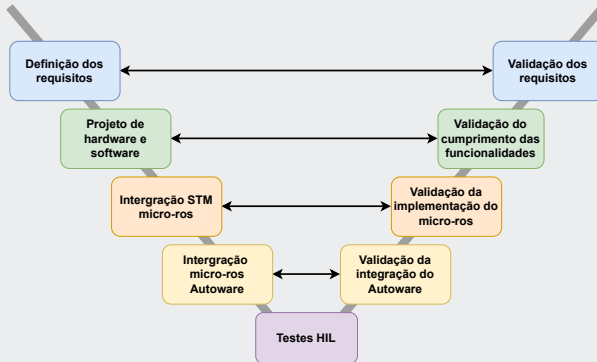 Definição dos
requisitos
Validação dos
requisitos
Projeto de
hardware e
software
Validação do
cumprimento das
funcionalidades
Intergração STM
micro-ros
Validação da
implementação do
micro-ros
Intergração
micro-ros
Autoware
Validação da
integração do
Autoware
Testes HIL